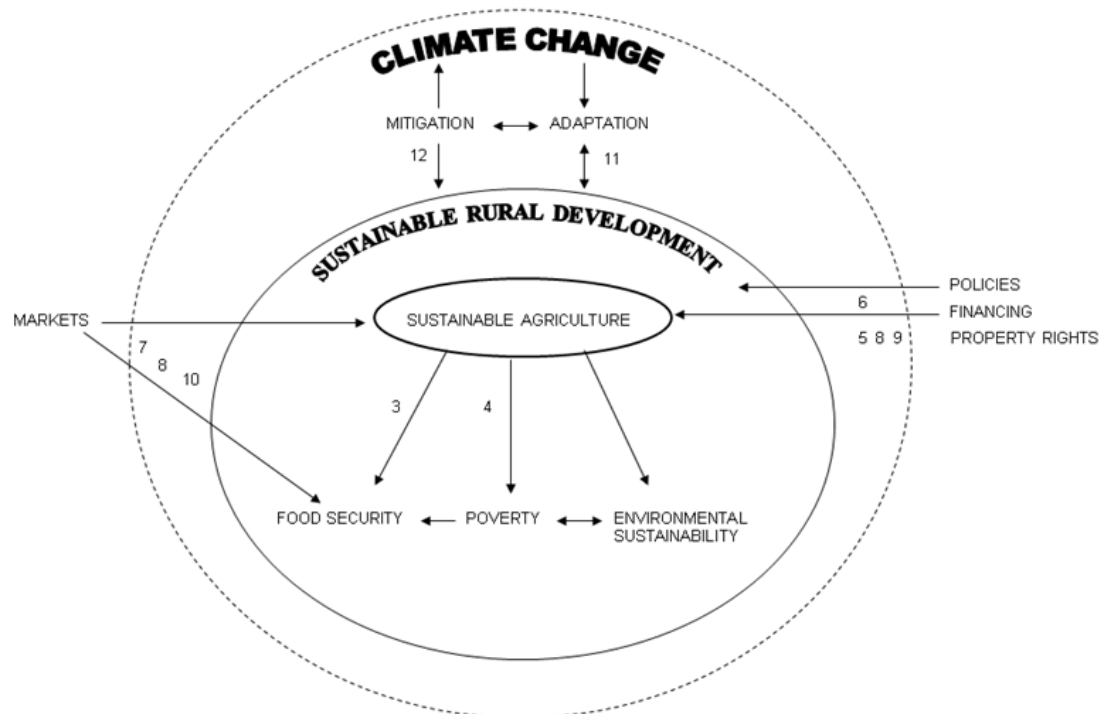 CLIMATE CHANGE
MITIGATION
ADAPTATION
12
11
SUSTAINABLE RURAL DEVELOPMENT
POLICIES
6
MARKETS
SUSTAINABLE AGRICULTURE
FINANCING
5 8 9
PROPERTY RIGHTS
7
8
10
3
4
FOOD SECURITY
POVERTY
ENVIRONMENTAL
SUSTAINABILITY